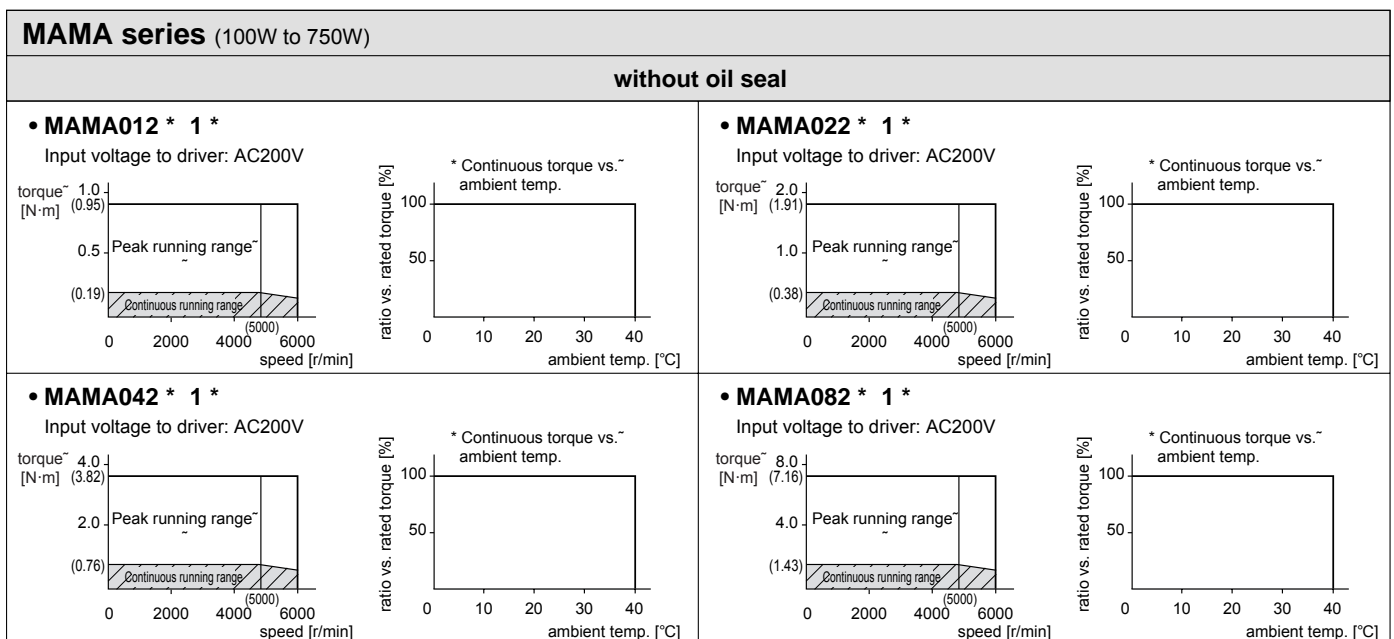 MAMA series (100W to 750W)
without oil seal
• MAMA012 * 1 *
Input voltage to driver: AC200V
torque˜
[N·m]
1.0
(0.95)
0.5
(0.19)
Peak running range˜
˜
Continuous running range
(5000)
0 2000 4000 6000
speed [r/min]
ratio vs. rated torque [%]
* Continuous torque vs.˜
ambient temp.
100
50
0 10 20 30 40
ambient temp. [°C]
• MAMA022 * 1 *
Input voltage to driver: AC200V
torque˜
[N·m]
2.0
(1.91)
1.0
(0.38)
Peak running range˜
˜
Continuous running range
(5000)
0 2000 4000 6000
speed [r/min]
ratio vs. rated torque [%]
* Continuous torque vs.˜
ambient temp.
100
50
0 10 20 30 40
ambient temp. [°C]
• MAMA042 * 1 *
Input voltage to driver: AC200V
torque˜
[N·m]
4.0
(3.82)
2.0
(0.76)
Peak running range˜
˜
Continuous running range
(5000)
0 2000 4000 6000
speed [r/min]
ratio vs. rated torque [%]
* Continuous torque vs.˜
ambient temp.
100
50
0 10 20 30 40
ambient temp. [°C]
• MAMA082 * 1 *
Input voltage to driver: AC200V
torque˜
[N·m]
8.0
(7.16)
4.0
(1.43)
Peak running range˜
˜
Continuous running range
(5000)
0 2000 4000 6000
speed [r/min]
ratio vs. rated torque [%]
* Continuous torque vs.˜
ambient temp.
100
50
0 10 20 30 40
ambient temp. [°C]